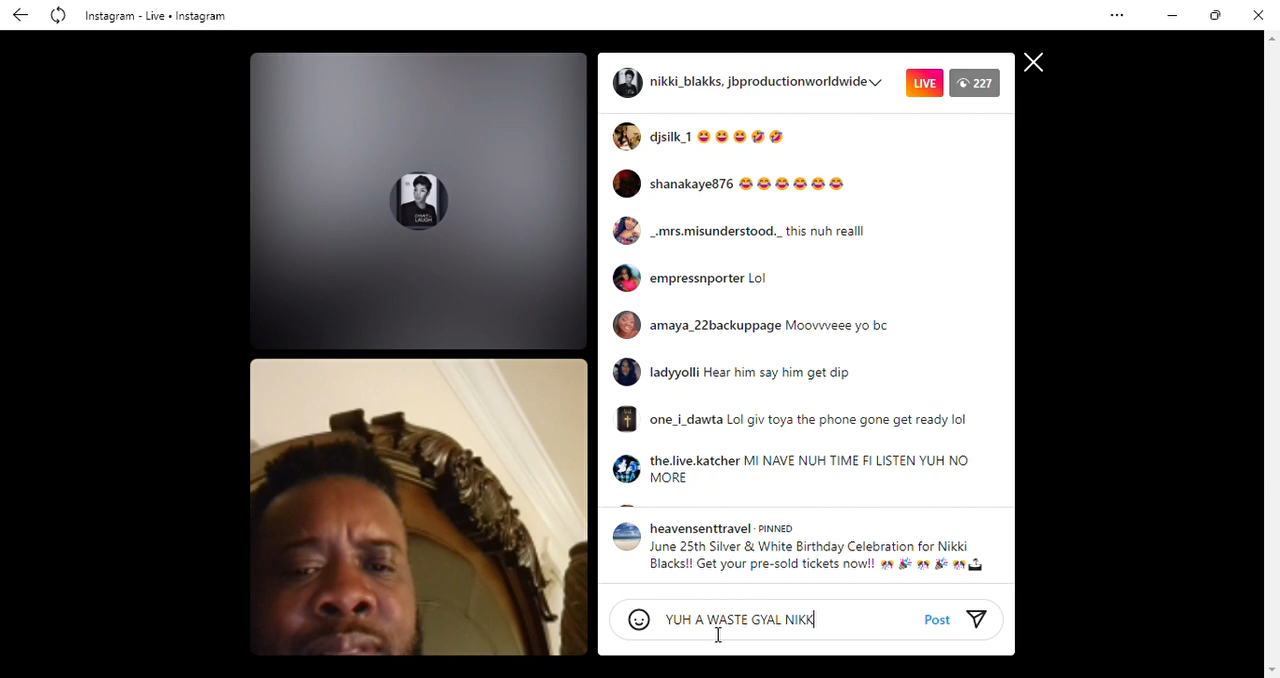 Instagram - Live • Instagram
nikki_blakks, jbproductionworldwide
LIVE
227
djsilk_1 😆 😆 😆 🤣 🤣
shanakaye876 😂 😂 😂 😂 😂 😂
_.mrs.misunderstood._ this nuh realll
empressnporter Lol
amaya_22backuppage Moovvveee yo bc
ladyyolli Hear him say him get dip
one_i_dawta Lol giv toya the phone gone get ready lol
the.live.katcher MI NAVE NUH TIME FI LISTEN YUH NO
MORE
heavensenttravel · PINNED
June 25th Silver & White Birthday Celebration for Nikki
Blacks!! Get your pre-sold tickets now!! 🎊 🎉 🎊 🎉 🎊
YUH A WASTE GYAL NIKK
Post